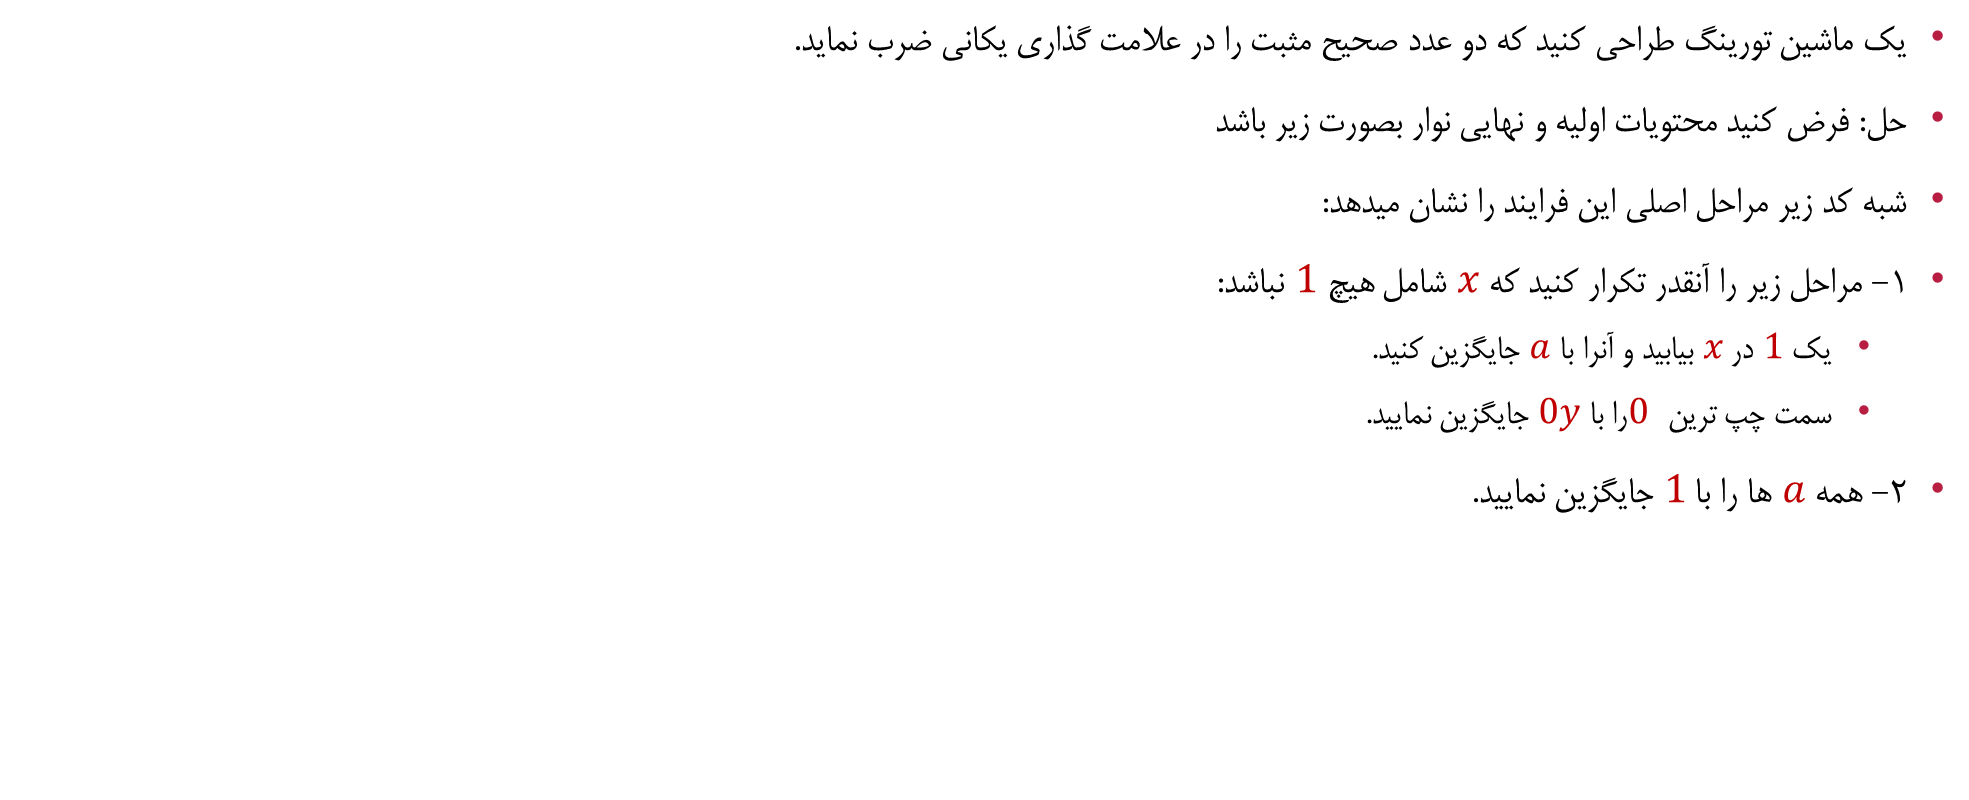 • یک ماشین تورینگ طراحی کنید که دو عدد صحیح مثبت را در علامت گذاری یکانی ضرب نماید.
• حل: فرض کنید محتویات اولیه و نهایی نوار بصورت زیر باشد
• شبه کد زیر مراحل اصلی این فرایند را نشان میدهد:
• ۱– مراحل زیر را آنقدر تکرار کنید که x شامل هیچ 1 نباشد:
• یک 1 در x بیابید و آنرا با a جایگزین کنید.
• سمت چپ ترین 0را با 0y جایگزین نمایید.
• ۲– همه a ها را با 1 جایگزین نمایید.